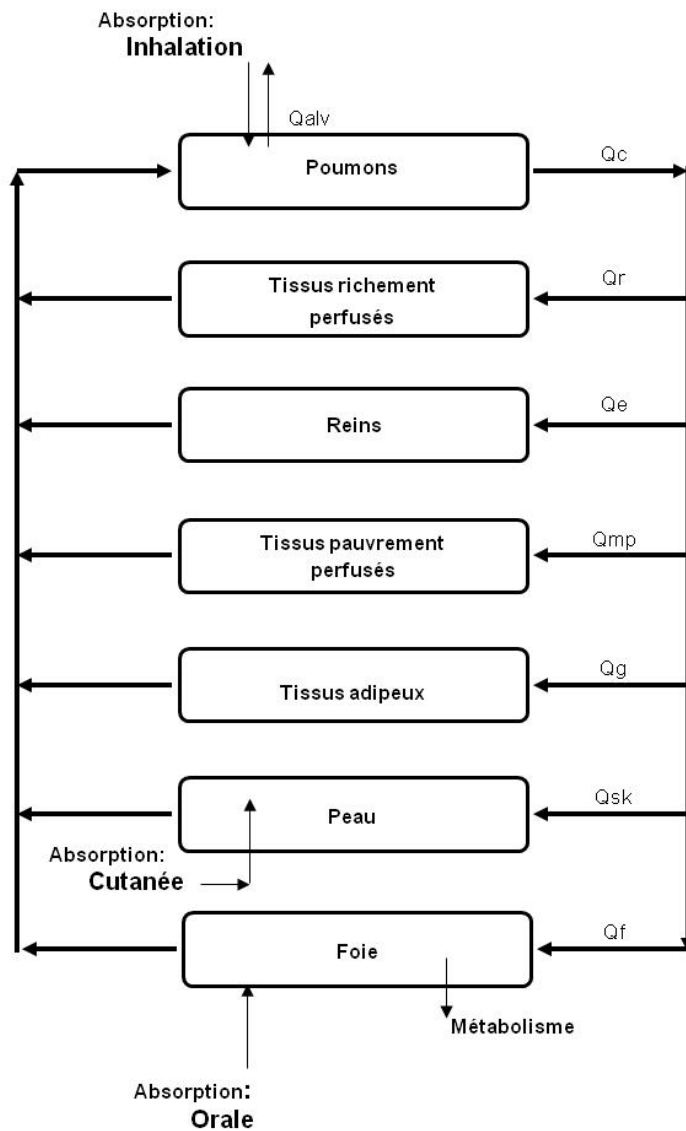 Absorption:
Inhalation
Qalv
Poumons
Qc
Tissus richement
perfusés
Qr
Reins
Qe
Tissus pauvrement
perfusés
Qmp
Tissus adipeux
Qg
Peau
Qsk
Absorption:
Cutanée
Foie
Qf
Métabolisme
Absorption:
Orale